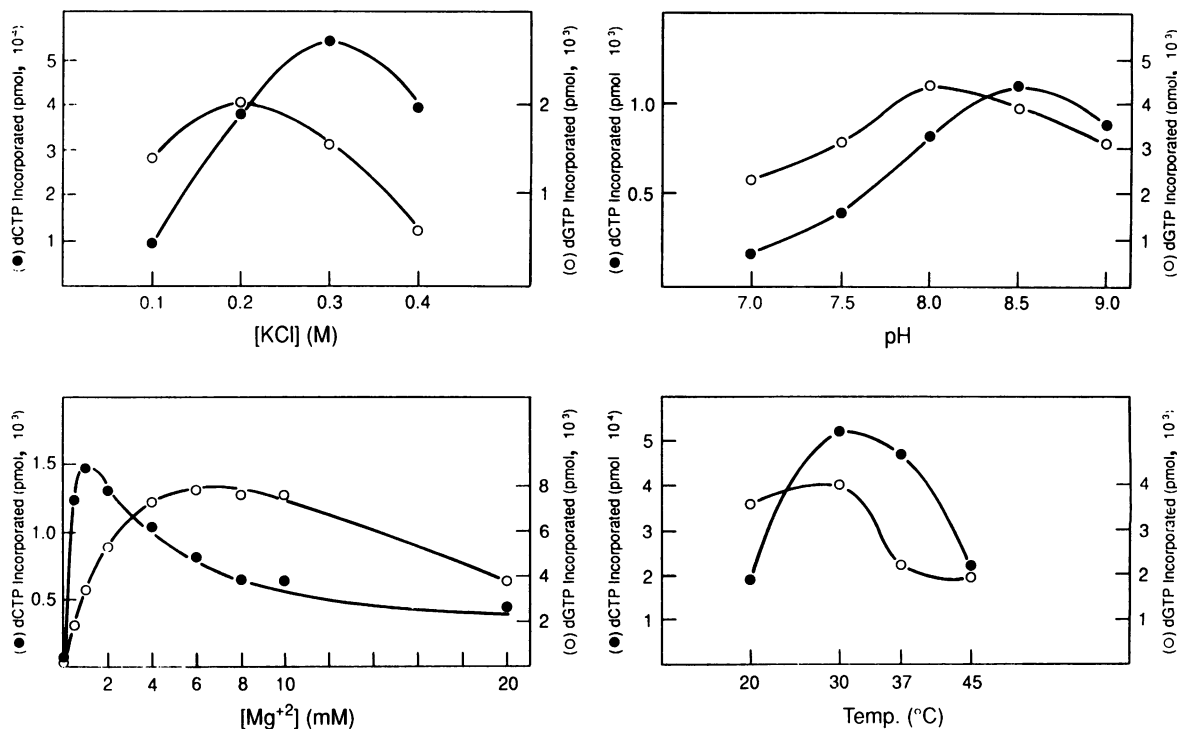 (●) dCTP Incorporated (pmol, 10⁻⁴)
5
4
3
2
1
0.1 0.2 0.3 0.4
[KCl] (M)
2
1
(○) dGTP Incorporated (pmol, 10³)
(●) dCTP Incorporated (pmol 10³)
1.0
0.5
7.0 7.5 8.0 8.5 9.0
pH
5
4
3
2
1
(○) dGTP Incorporated (pmol, 10³)
(●) dCTP Incorporated (pmol, 10³)
1.5
1.0
0.5
2 4 6 8 10 20
[Mg⁺²] (mM)
8
6
4
2
(○) dGTP Incorporated (pmol, 10³)
(●) dCTP Incorporated (pmol, 10⁴)
5
4
3
2
1
20 30 37 45
Temp. (°C)
4
3
2
1
(○) dGTP Incorporated (pmol, 10³)